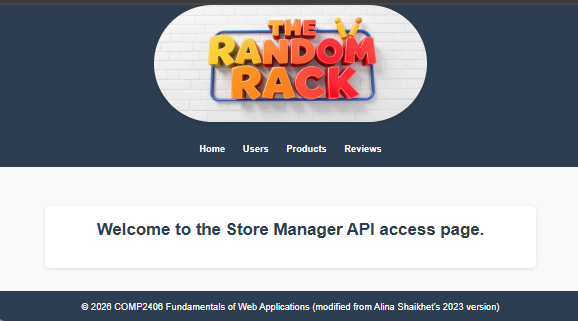 THE
RANDOM
RACK
Home Users Products Reviews
Welcome to the Store Manager API access page.
© 2026 COMP2406 Fundamentals of Web Applications (modified from Alina Shaikhet's 2023 version)